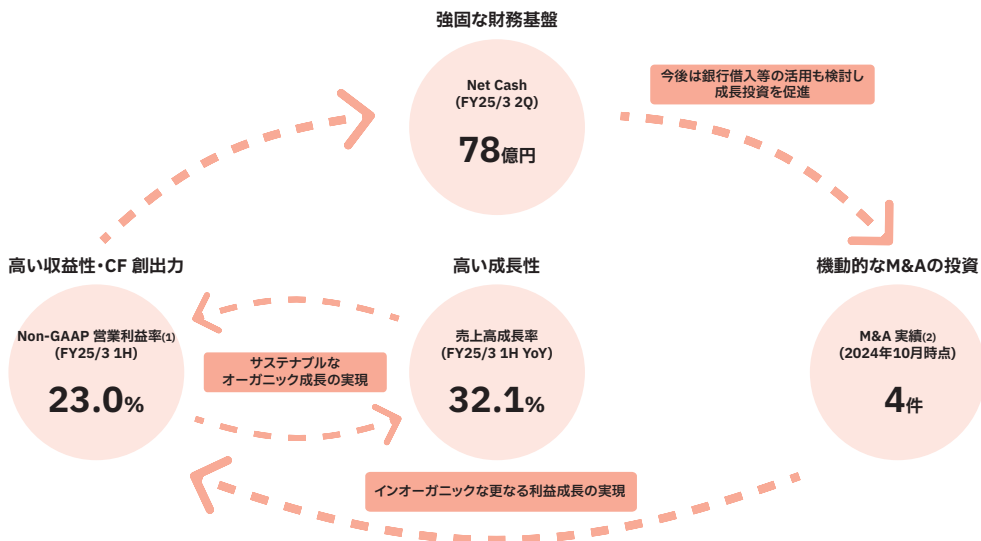 強固な財務基盤
Net Cash
(FY25/3 2Q)
78億円
今後は銀行借入等の活用も検討し
成長投資を促進
高い収益性・CF 創出力
Non-GAAP 営業利益率(1)
(FY25/3 1H)
23.0%
サステナブルな
オーガニック成長の実現
高い成長性
売上高成長率
(FY25/3 1H YoY)
32.1%
機動的なM&Aの投資
M&A 実績(2)
(2024年10月時点)
4件
インオーガニックな更なる利益成長の実現